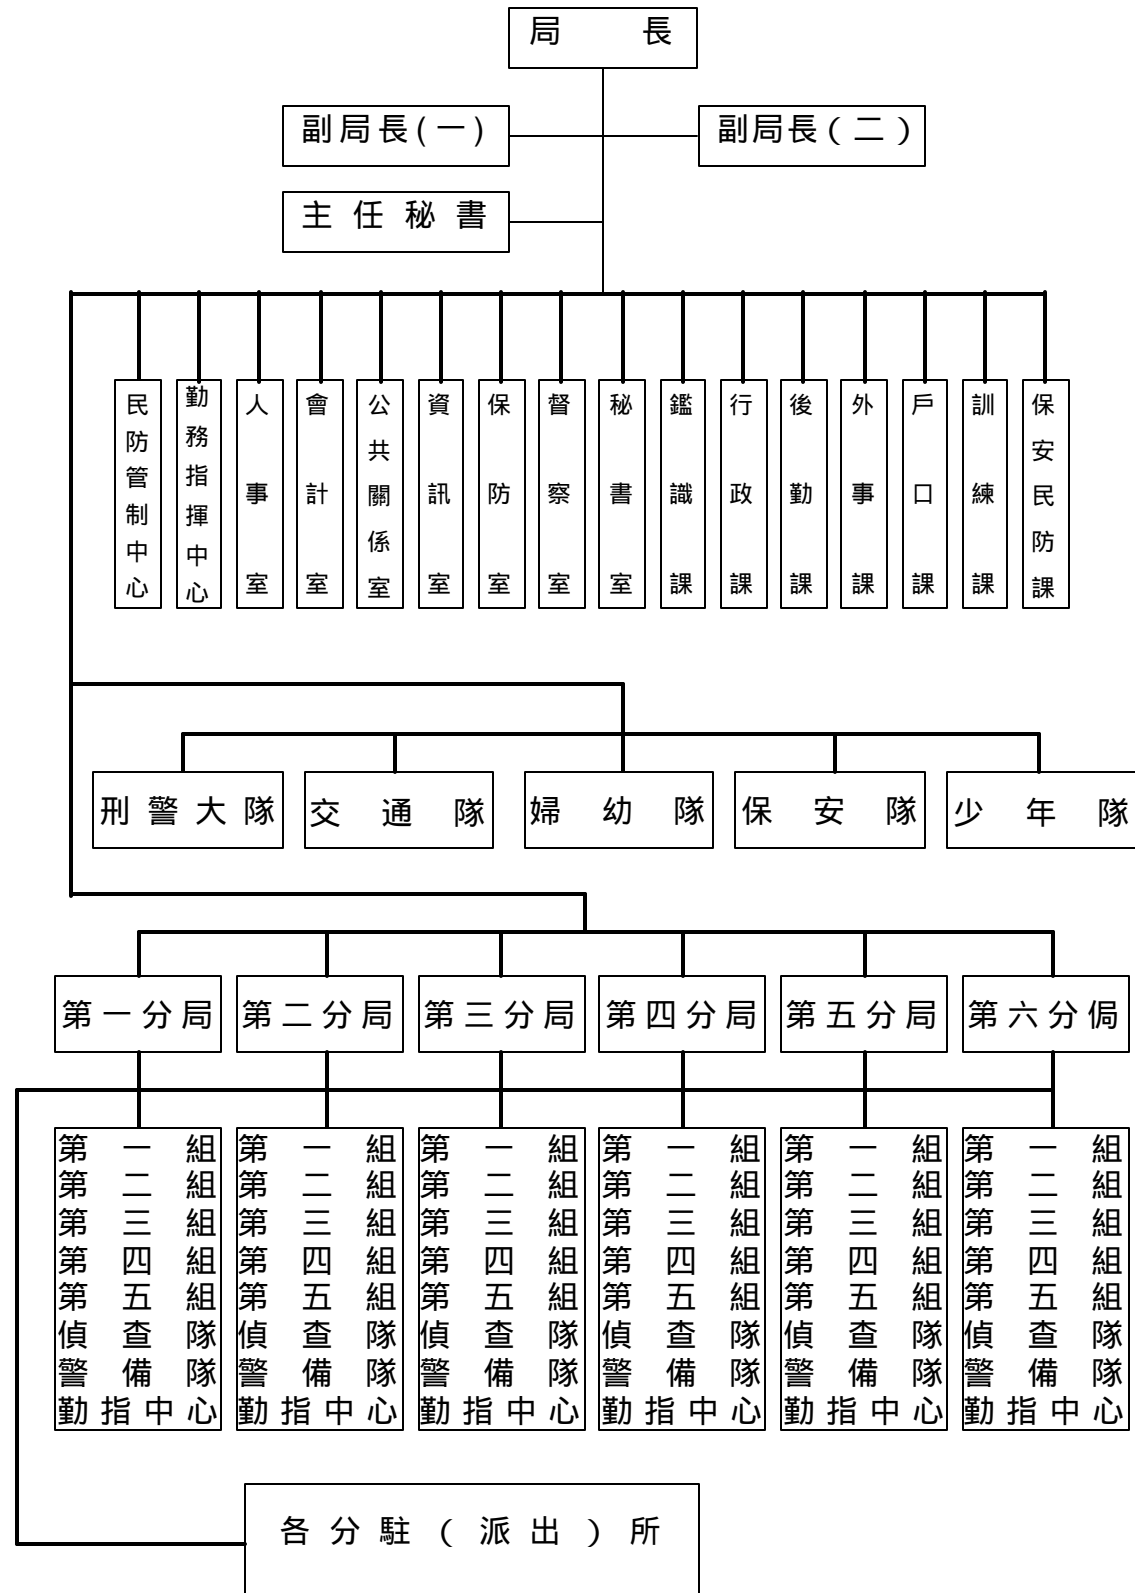 局長
副局長(一)
副局長(二)
主任秘書
民防管制中心
勤務指揮中心
人事室
會計室
公共關係室
資訊室
保防室
督察室
秘書室
鑑識課
行政課
後勤課
外事課
戶口課
訓練課
保安民防課
刑警大隊
交通隊
婦幼隊
保安隊
少年隊
第一分局
第二分局
第三分局
第四分局
第五分局
第六分侷
第一組
第二組
第三組
第四組
第五組
偵查隊
警備隊
勤指中心
第一組
第二組
第三組
第四組
第五組
偵查隊
警備隊
勤指中心
第一組
第二組
第三組
第四組
第五組
偵查隊
警備隊
勤指中心
第一組
第二組
第三組
第四組
第五組
偵查隊
警備隊
勤指中心
第一組
第二組
第三組
第四組
第五組
偵查隊
警備隊
勤指中心
第一組
第二組
第三組
第四組
第五組
偵查隊
警備隊
勤指中心
各分駐(派出)所